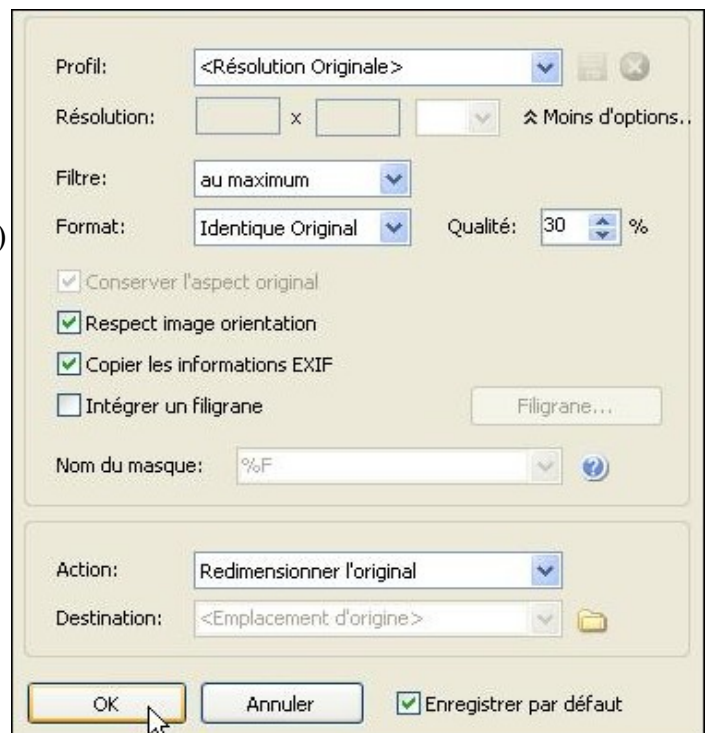 Profil: <Résolution Originale>
Résolution: x Moins d'options..
Filtre: au maximum
)
Format: Identique Original Qualité: 30 %
Conserver l'aspect original
Respect image orientation
Copier les informations EXIF
Intégrer un filigrane Filigrane...
Nom du masque: %F
Action: Redimensionner l'original
Destination: <Emplacement d'origine>
OK Annuler Enregistrer par défaut